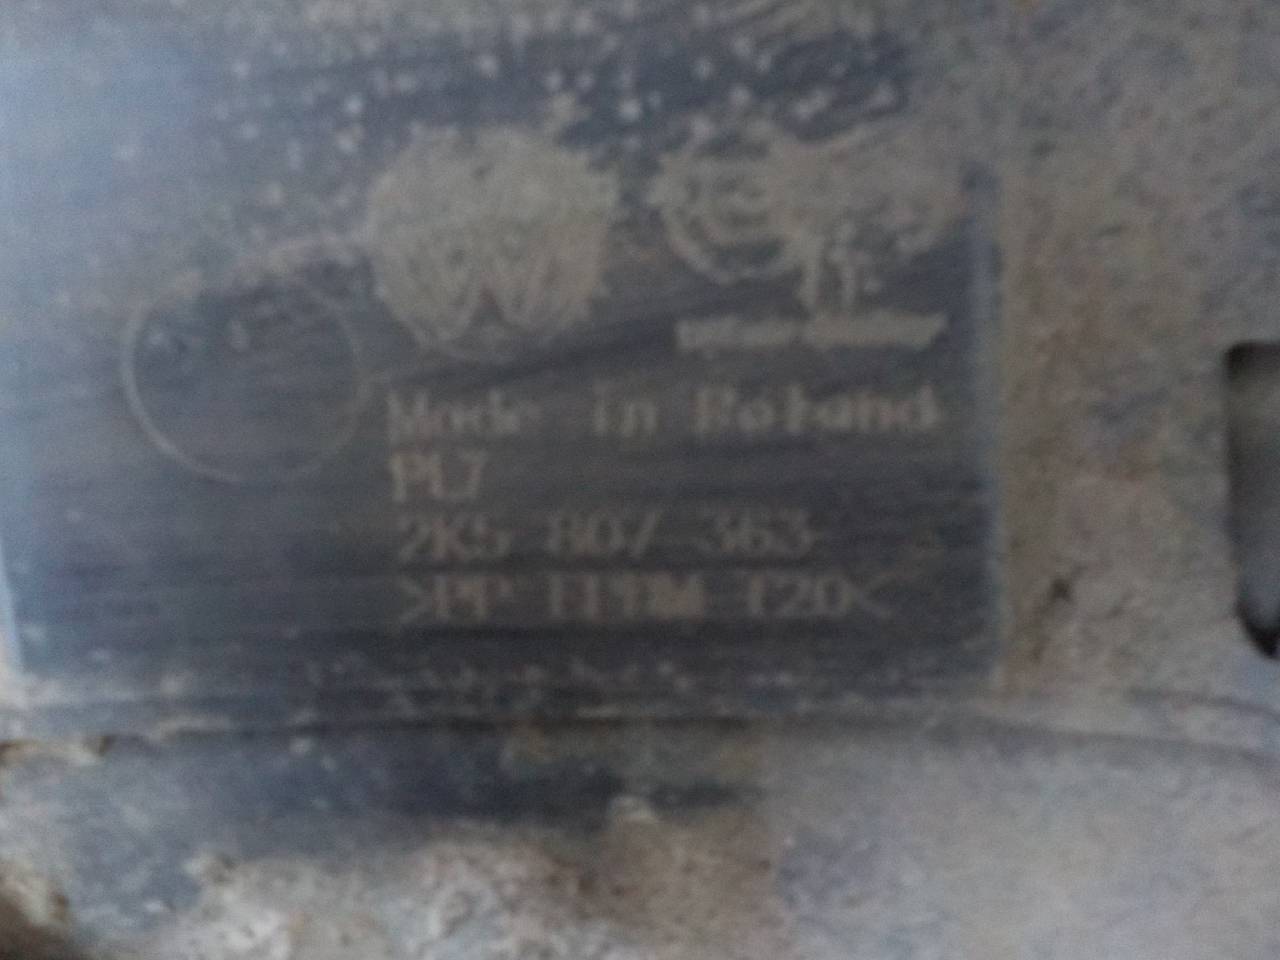 Made in Poland
PL7
2K5 807 363
>PP EPDM T20<